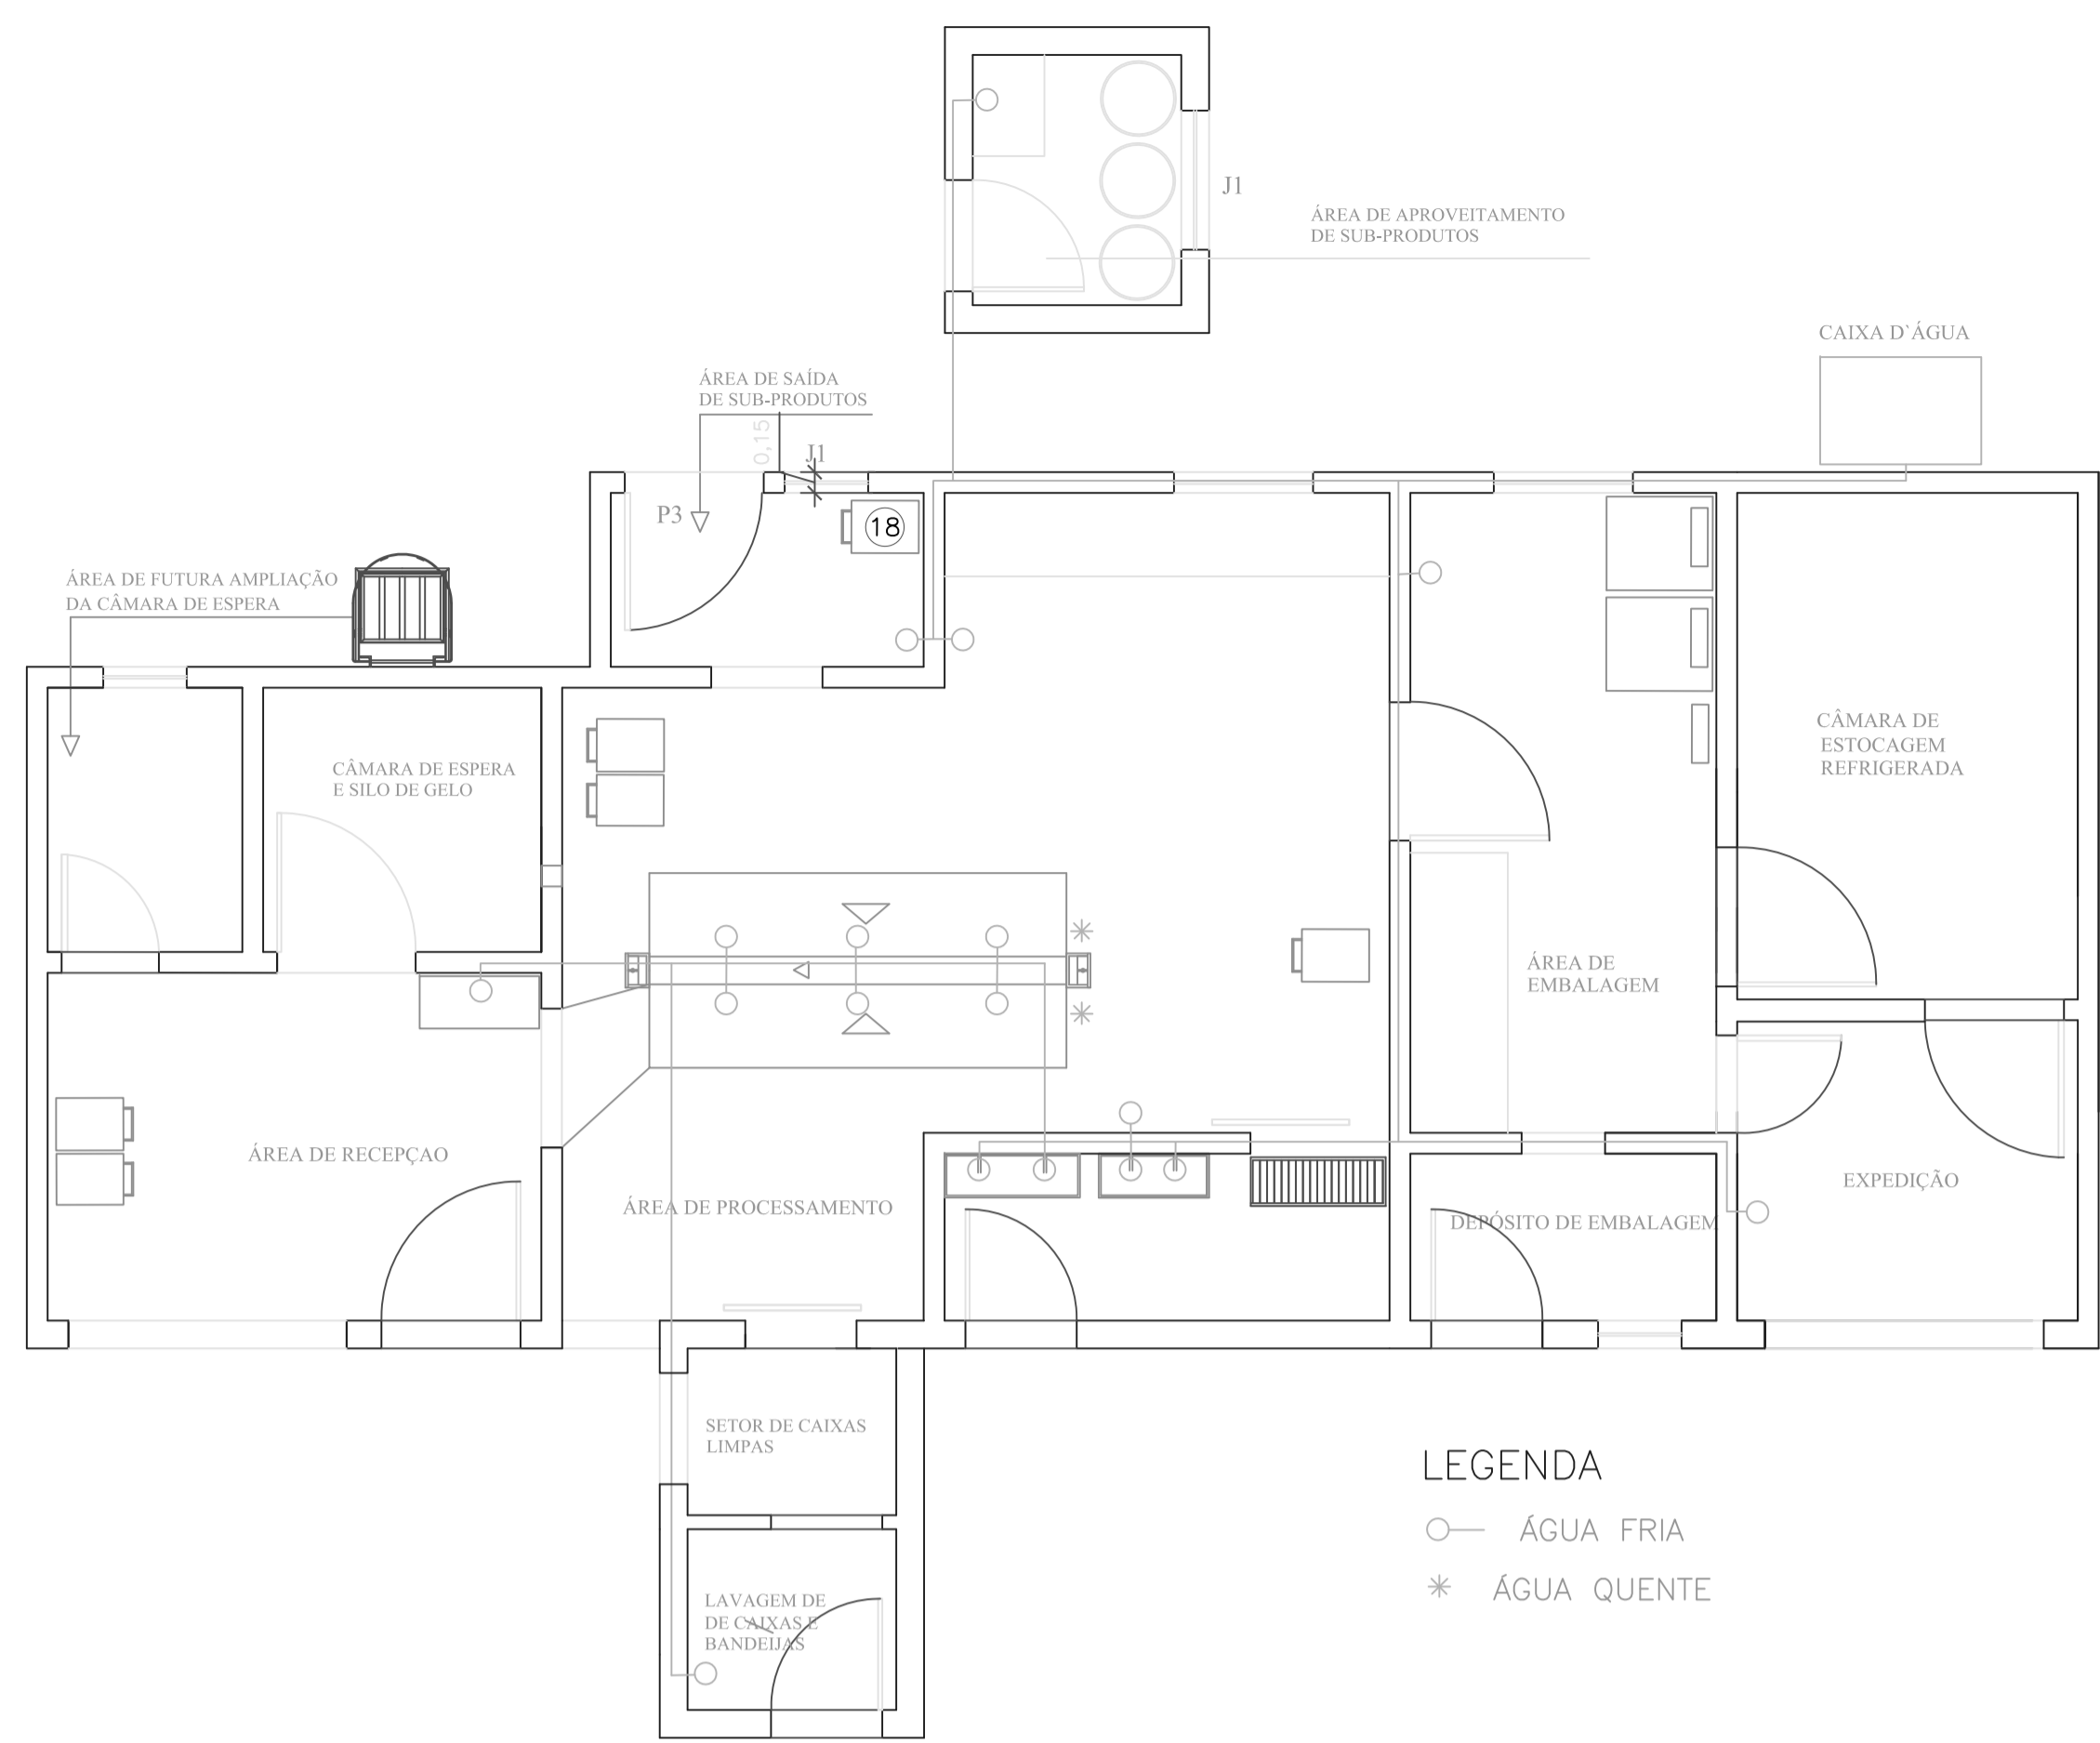 J1
ÁREA DE APROVEITAMENTO
DE SUB-PRODUTOS
CAIXA D`ÁGUA
ÁREA DE SAÍDA
DE SUB-PRODUTOS
0,15
J1
P3
18
ÁREA DE FUTURA AMPLIAÇÃO
DA CÂMARA DE ESPERA
CÂMARA DE ESPERA
E SILO DE GELO
CÂMARA DE
ESTOCAGEM
REFRIGERADA
ÁREA DE
EMBALAGEM
ÁREA DE RECEPÇAO
ÁREA DE PROCESSAMENTO
DEPÓSITO DE EMBALAGEM
EXPEDIÇÃO
SETOR DE CAIXAS
LIMPAS
LAVAGEM DE
DE CAIXAS E
BANDEIJAS
LEGENDA
ÁGUA FRIA
ÁGUA QUENTE